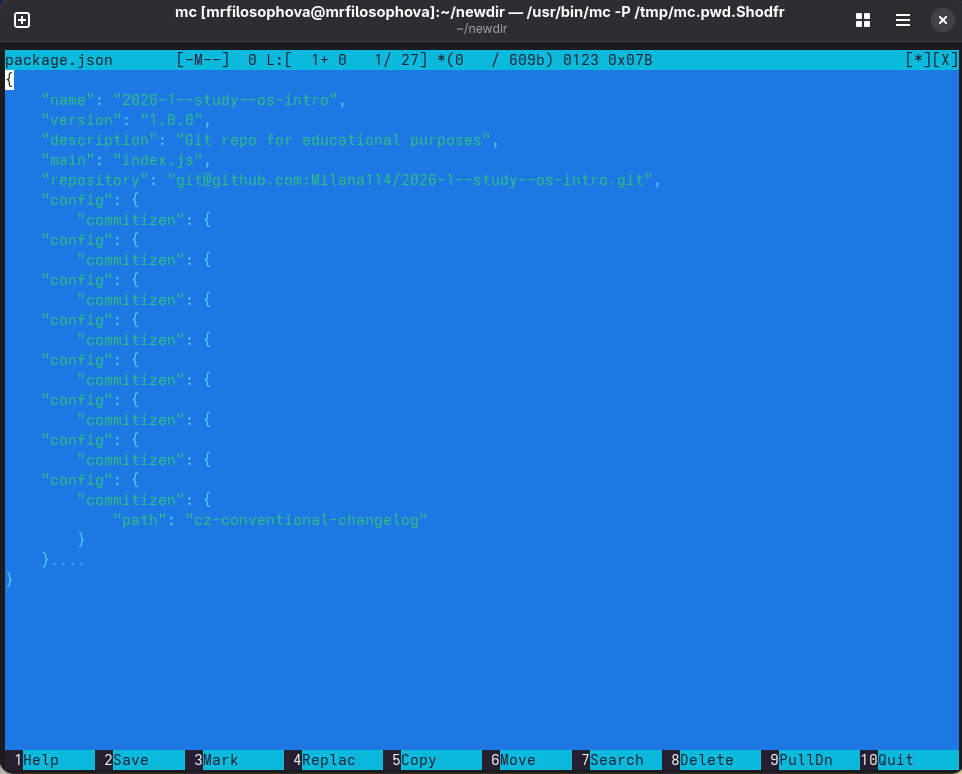 mc [mrfilosophova@mrfilosophova]:~/newdir — /usr/bin/mc -P /tmp/mc.pwd.Shodfr
~/newdir
package.json       [-M--]  0 L:[  1+ 0   1/ 27] *(0   / 609b) 0123 0x07B                            [*][X]
{
    "name": "2026-1--study--os-intro",
    "version": "1.0.0",
    "description": "Git repo for educational purposes",
    "main": "index.js",
    "repository": "git@github.com:Milana114/2026-1--study--os-intro.git",
    "config": {
        "commitizen": {
    "config": {
        "commitizen": {
    "config": {
        "commitizen": {
    "config": {
        "commitizen": {
    "config": {
        "commitizen": {
    "config": {
        "commitizen": {
    "config": {
        "commitizen": {
    "config": {
        "commitizen": {
            "path": "cz-conventional-changelog"
        }
    }....
}
1Help 2Save 3Mark 4Replac 5Copy 6Move 7Search 8Delete 9PullDn 10Quit